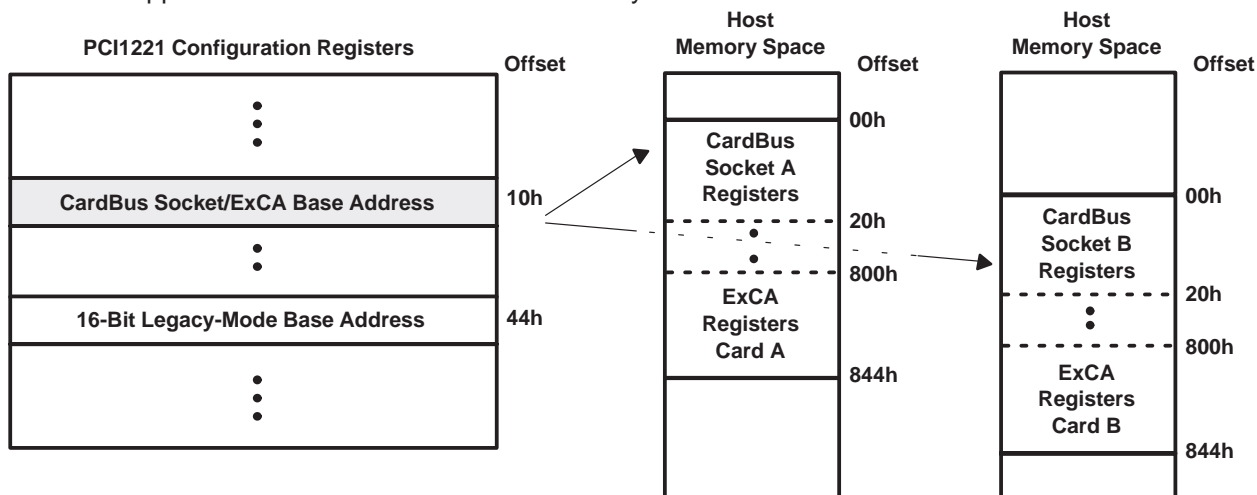 PCI1221 Configuration Registers
Offset
CardBus Socket/ExCA Base Address
10h
16-Bit Legacy-Mode Base Address
44h
Host
Memory Space
Offset
00h
CardBus
Socket A
Registers
20h
800h
ExCA
Registers
Card A
844h
Host
Memory Space
Offset
00h
CardBus
Socket B
Registers
20h
800h
ExCA
Registers
Card B
844h